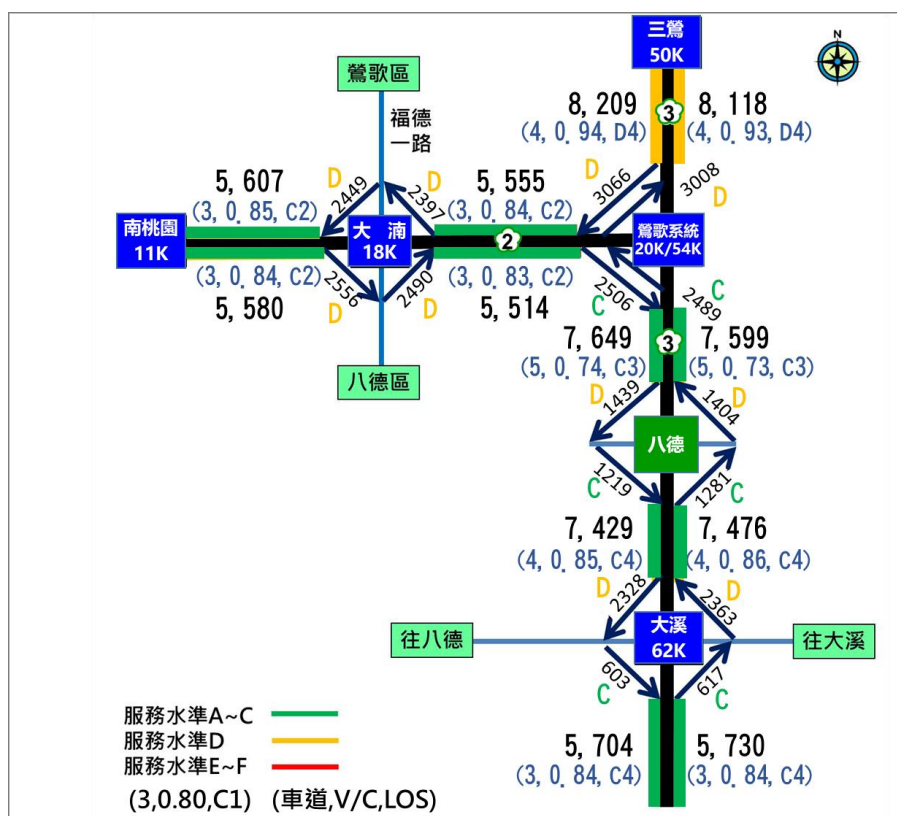 三鶯
50K
N
鶯歌區
福德
一路
8, 209
(4, 0. 94, D4)
3
8, 118
(4, 0. 93, D4)
5, 607
(3, 0. 85, C2)
D
2449
D
2397
5, 555
(3, 0. 84, C2)
D
3066
3008
D
南桃園
11K
大 湳
18K
2
鶯歌系統
20K/54K
(3, 0. 84, C2)
5, 580
2556
D
2490
D
(3, 0. 83, C2)
5, 514
2506
C
2489
C
八德區
7, 649
(5, 0. 74, C3)
3
7, 599
(5, 0. 73, C3)
D
1439
1404
D
八德
1219
C
1281
C
7, 429
(4, 0. 85, C4)
7, 476
(4, 0. 86, C4)
D
2328
2363
D
往八德
大溪
62K
往大溪
603
C
617
C
5, 704
(3, 0. 84, C4)
5, 730
(3, 0. 84, C4)
服務水準A~C
服務水準D
服務水準E~F
(3,0.80,C1) (車道,V/C,LOS)